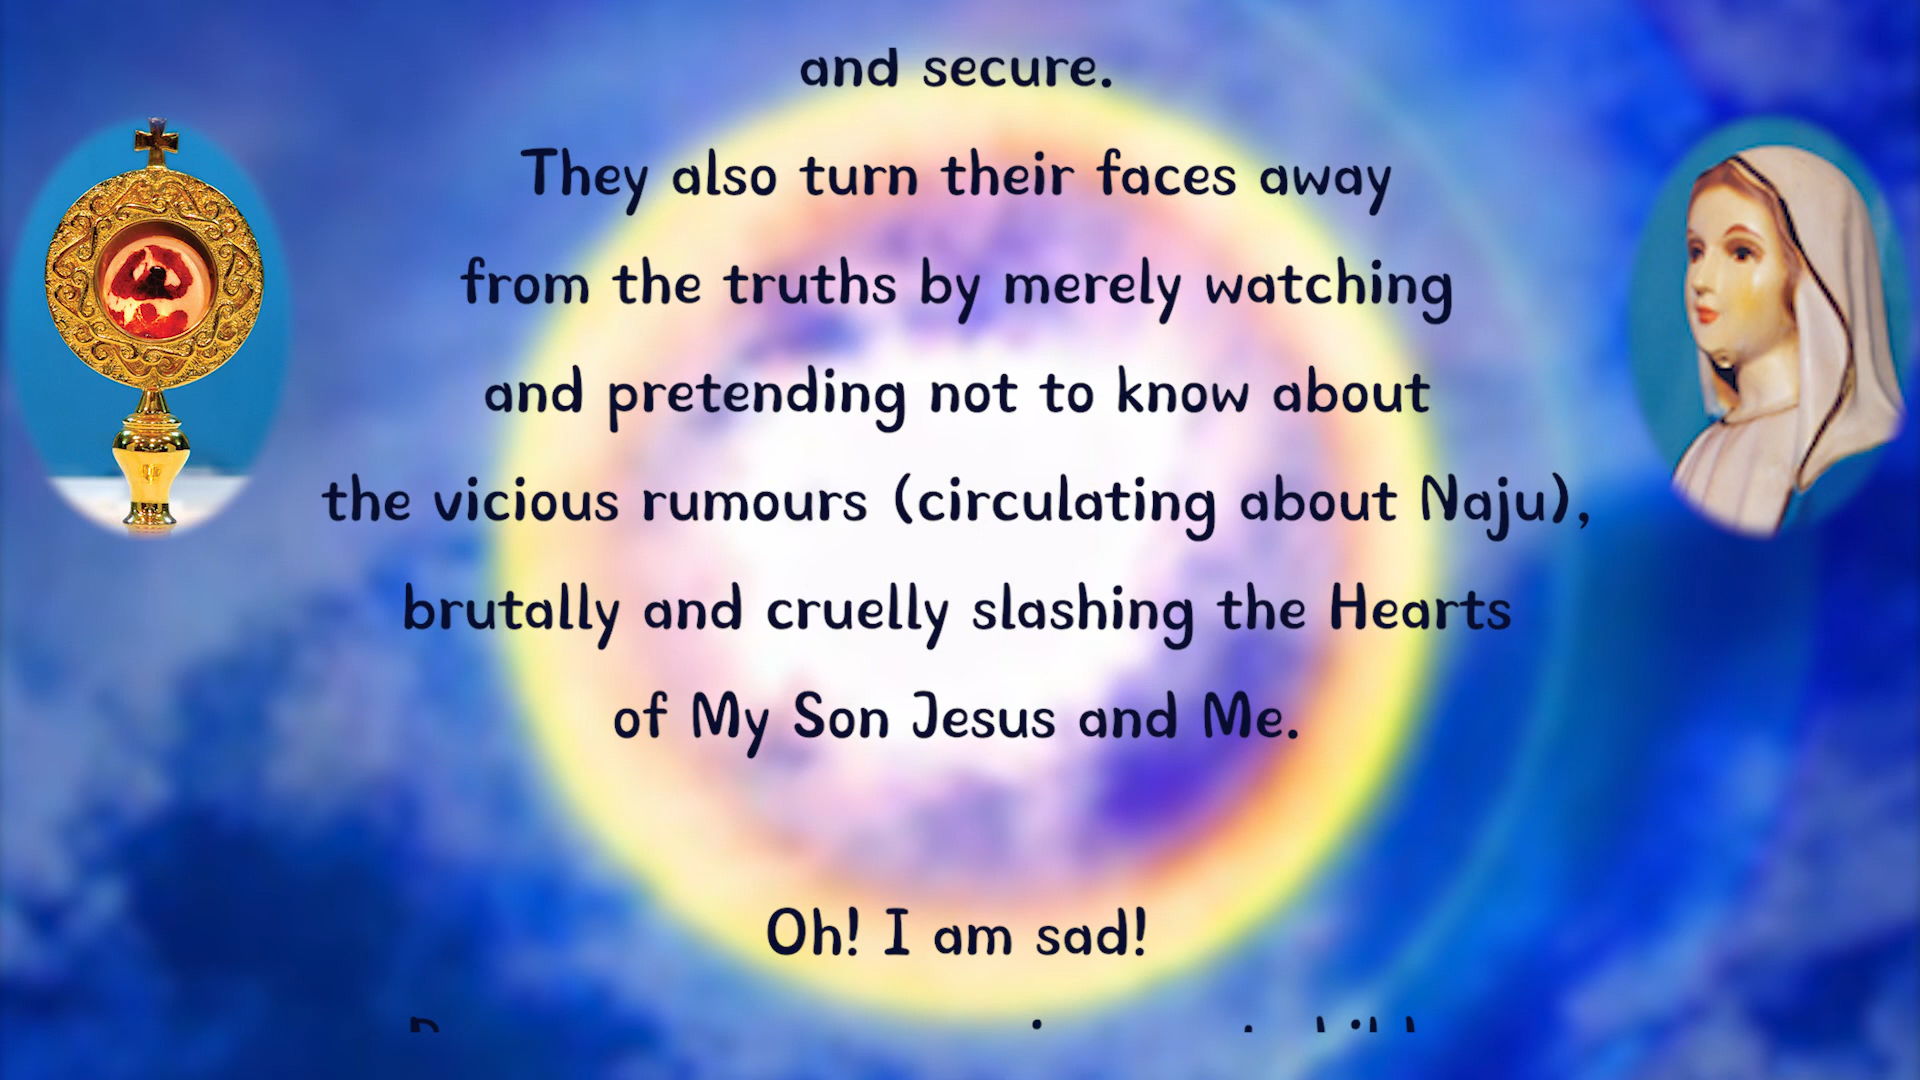 and secure.
They also turn their faces away
from the truths by merely watching
and pretending not to know about
the vicious rumours (circulating about Naju),
brutally and cruelly slashing the Hearts
of My Son Jesus and Me.
Oh! I am sad!